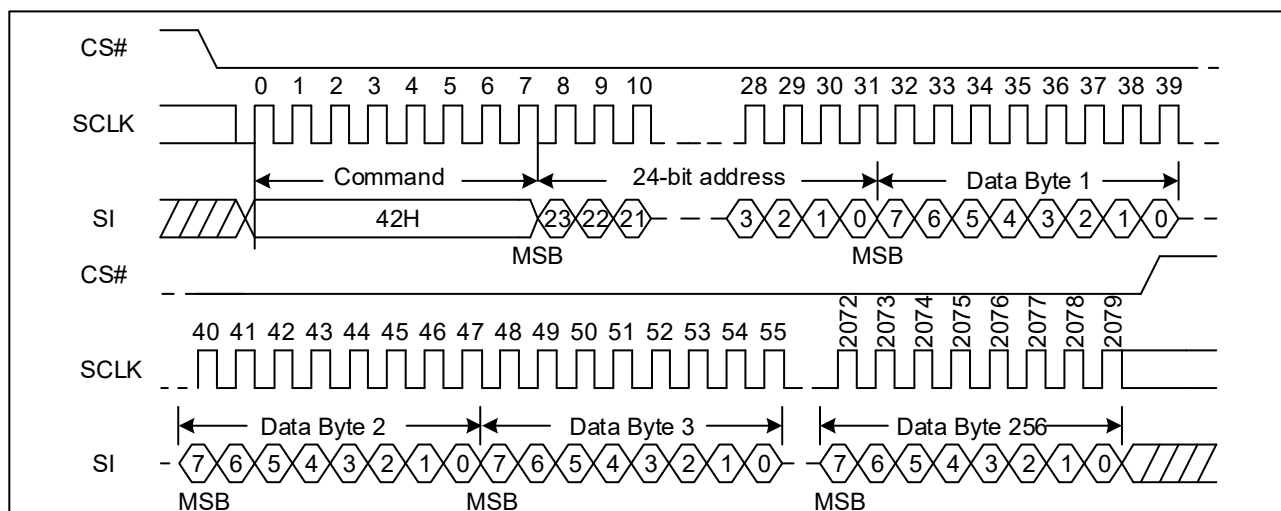 CS#
0 1 2 3 4 5 6 7 8 9 10 28 29 30 31 32 33 34 35 36 37 38 39
SCLK
Command 24-bit address Data Byte 1
SI 42H 23 22 21 3 2 1 0 7 6 5 4 3 2 1 0
MSB MSB
CS#
40 41 42 43 44 45 46 47 48 49 50 51 52 53 54 55 2072 2073 2074 2075 2076 2077 2078 2079
SCLK
Data Byte 2 Data Byte 3 Data Byte 256
SI 7 6 5 4 3 2 1 0 7 6 5 4 3 2 1 0 7 6 5 4 3 2 1 0
MSB MSB MSB